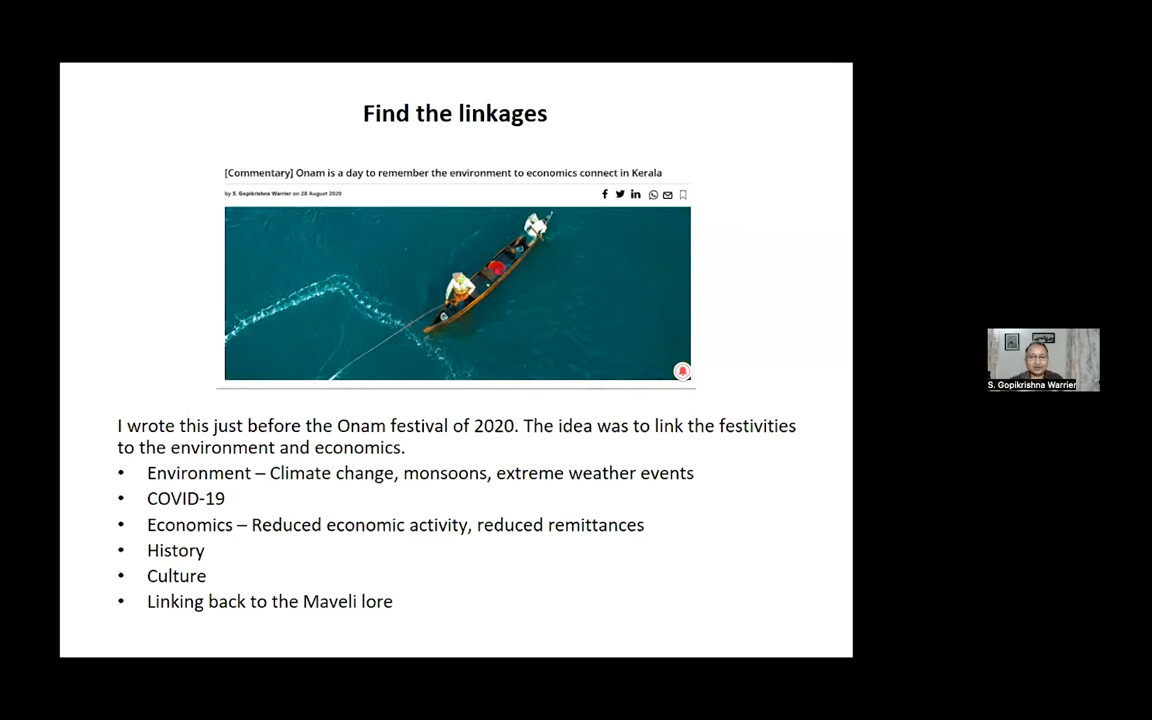 Find the linkages
[Commentary] Onam is a day to remember the environment to economics connect in Kerala
by S. Gopikrishna Warrier on 28 August 2020
I wrote this just before the Onam festival of 2020. The idea was to link the festivities
to the environment and economics.
• Environment – Climate change, monsoons, extreme weather events
• COVID-19
• Economics – Reduced economic activity, reduced remittances
• History
• Culture
• Linking back to the Maveli lore
S. Gopikrishna Warrier